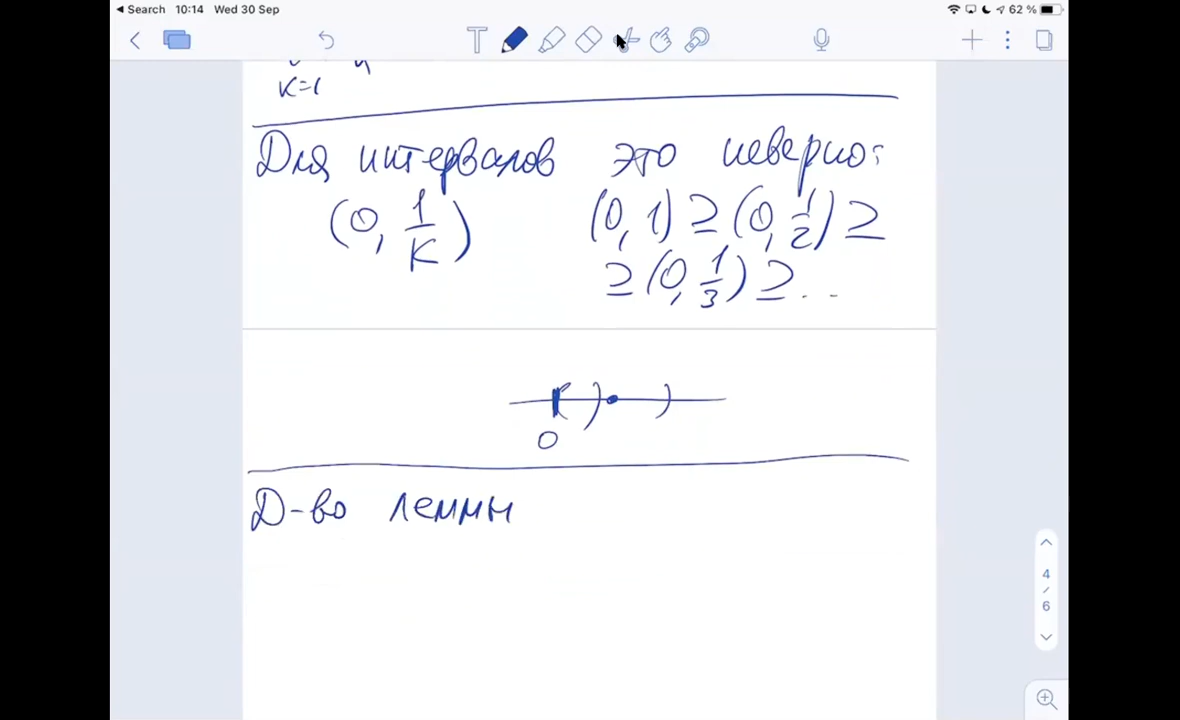 Search 10:14 Wed 30 Sep 62 %
T
K=1
Для интервалов это неверно:
(0, 1/K) (0, 1) ⊇ (0, 1/2) ⊇
⊇ (0, 1/3) ⊇ ...
( ) )
0
Д-во леммы
4
/
6